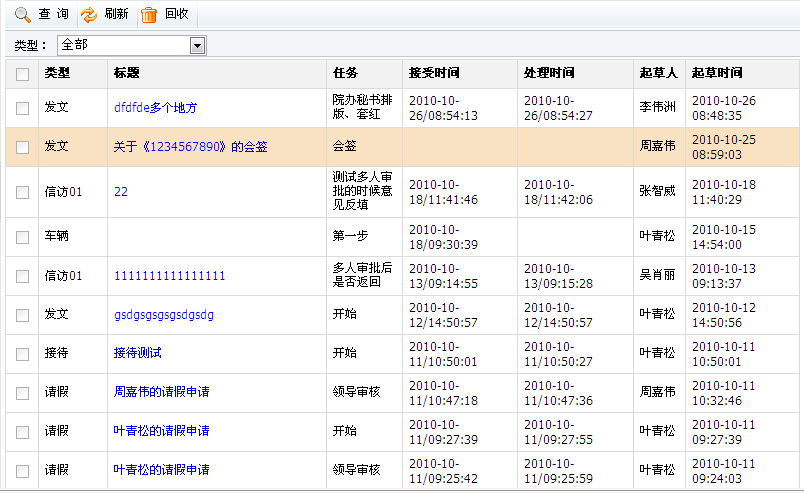 查 询 刷新 回收
类型： 全部
类型 标题 任务 接受时间 处理时间 起草人 起草时间
发文 dfdfde多个地方 院办秘书排版、套红 2010-10-26/08:54:13 2010-10-26/08:54:27 李伟洲 2010-10-26 08:48:35
发文 关于《1234567890》的会签 会签 周嘉伟 2010-10-25 08:59:03
信访01 22 测试多人审批的时候意见反填 2010-10-18/11:41:46 2010-10-18/11:42:06 张智威 2010-10-18 11:40:29
车辆 第一步 2010-10-18/09:30:39 叶青松 2010-10-15 14:54:00
信访01 1111111111111111 多人审批后是否返回 2010-10-13/09:14:55 2010-10-13/09:15:28 吴肖丽 2010-10-13 09:13:37
发文 gsdgsgsgsgsdgsdg 开始 2010-10-12/14:50:57 2010-10-12/14:50:57 叶青松 2010-10-12 14:50:56
接待 接待测试 开始 2010-10-11/10:50:01 2010-10-11/10:50:27 叶青松 2010-10-11 10:50:01
请假 周嘉伟的请假申请 领导审核 2010-10-11/10:47:18 2010-10-11/10:47:36 周嘉伟 2010-10-11 10:32:46
请假 叶青松的请假申请 开始 2010-10-11/09:27:39 2010-10-11/09:27:55 叶青松 2010-10-11 09:27:39
请假 叶青松的请假申请 领导审核 2010-10-11/09:25:42 2010-10-11/09:25:59 叶青松 2010-10-11 09:24:03